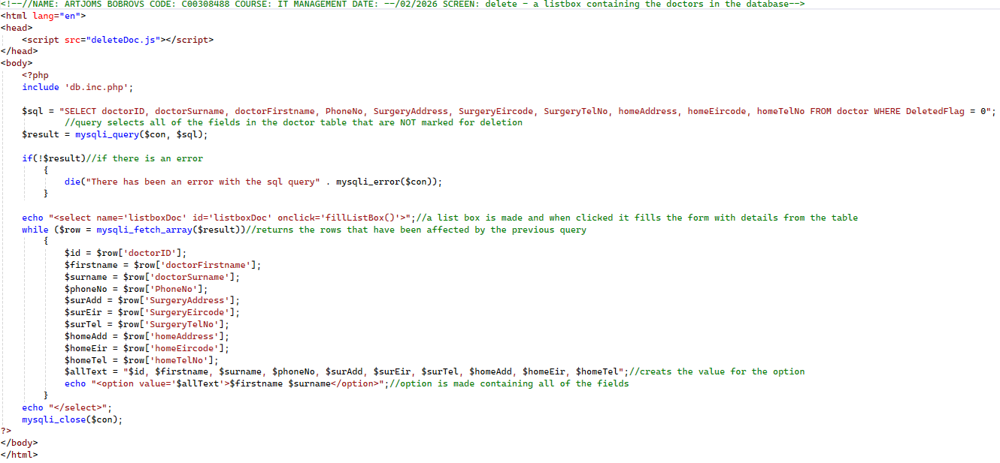 <!--//NAME: ARTJOMS BOBROVS CODE: C00308488 COURSE: IT MANAGEMENT DATE: --/02/2026 SCREEN: delete - a listbox containing the doctors in the database-->
<html lang="en">
<head>
    <script src="deleteDoc.js"></script>
</head>
<body>
    <?php
    include 'db.inc.php';

    $sql = "SELECT doctorID, doctorSurname, doctorFirstname, PhoneNo, SurgeryAddress, SurgeryEircode, SurgeryTelNo, homeAddress, homeEircode, homeTelNo FROM doctor WHERE DeletedFlag = 0";
            //query selects all of the fields in the doctor table that are NOT marked for deletion
    $result = mysqli_query($con, $sql);

    if(!$result)//if there is an error
        {
            die("There has been an error with the sql query" . mysqli_error($con));
        }

    echo "<select name='listboxDoc' id='listboxDoc' onclick='fillListBox()'>";//a list box is made and when clicked it fills the form with details from the table
    while ($row = mysqli_fetch_array($result))//returns the rows that have been affected by the previous query
        {
            $id = $row['doctorID'];
            $firstname = $row['doctorFirstname'];
            $surname = $row['doctorSurname'];
            $phoneNo = $row['PhoneNo'];
            $surAdd = $row['SurgeryAddress'];
            $surEir = $row['SurgeryEircode'];
            $surTel = $row['SurgeryTelNo'];
            $homeAdd = $row['homeAddress'];
            $homeEir = $row['homeEircode'];
            $homeTel = $row['homeTelNo'];
            $allText = "$id, $firstname, $surname, $phoneNo, $surAdd, $surEir, $surTel, $homeAdd, $homeEir, $homeTel";//creats the value for the option
            echo "<option value='$allText'>$firstname $surname</option>";//option is made containing all of the fields
        }
    echo "</select>";
    mysqli_close($con);
?>
</body>
</html>